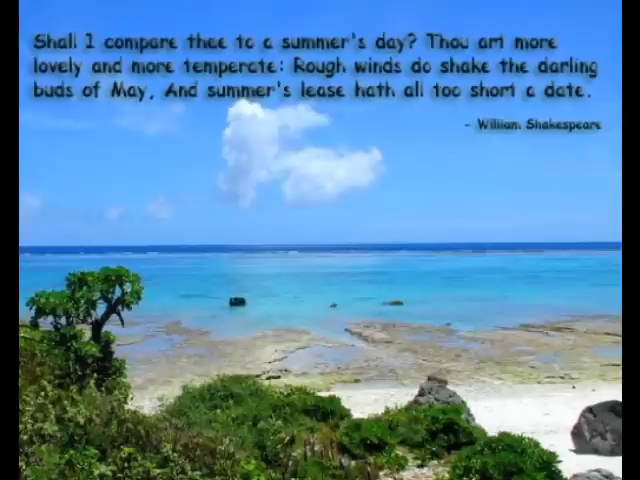 Shall I compare thee to a summer's day? Thou art more
lovely and more temperate: Rough winds do shake the darling
buds of May, And summer's lease hath all too short a date.
- William Shakespeare